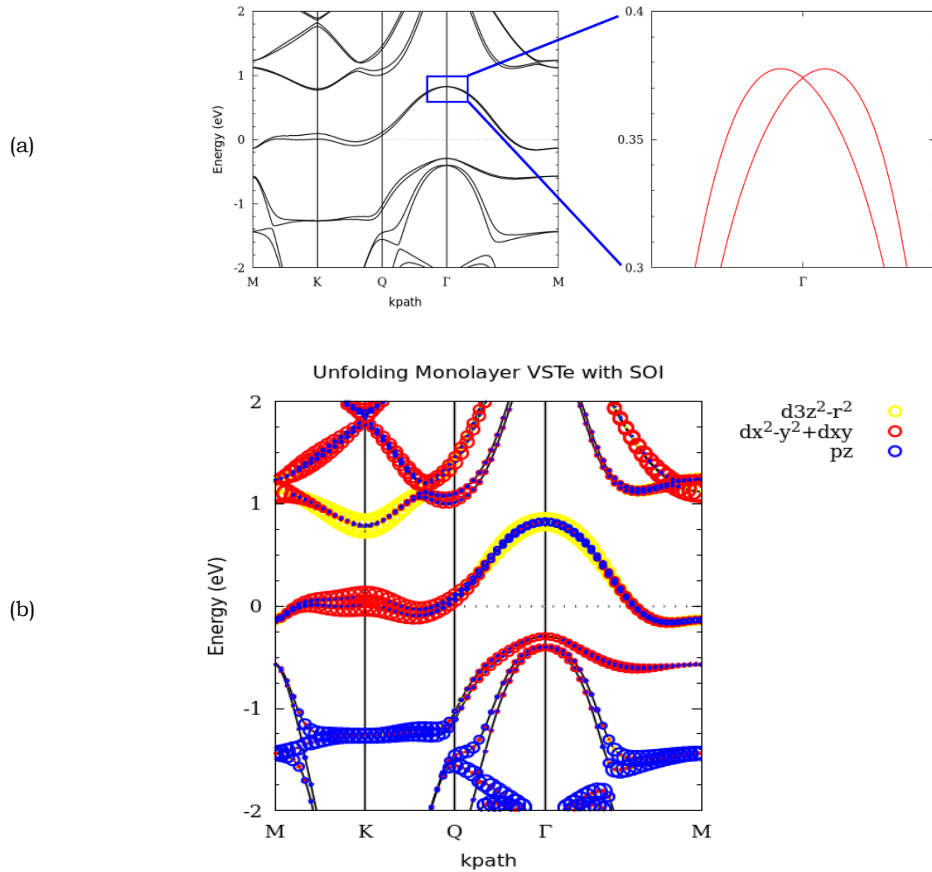 (a)
2
1
0
-1
-2
Energy (eV)
M K Q Γ M
kpath
0.4
0.35
0.3
Γ
(b)
Unfolding Monolayer VSTe with SOI
d3z²-r²
dx²-y²+dxy
pz
2
1
0
-1
-2
Energy (eV)
M K Q Γ M
kpath